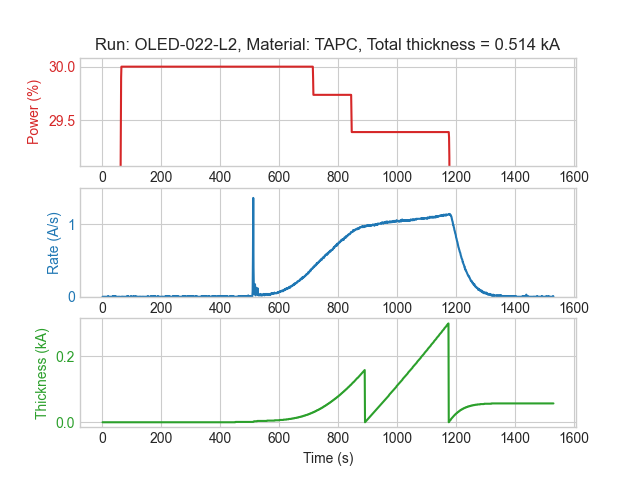 Run: OLED-022-L2, Material: TAPC, Total thickness = 0.514 kA
Power (%)
30.0
29.5
0 200 400 600 800 1000 1200 1400 1600
Rate (A/s)
1
0
0 200 400 600 800 1000 1200 1400 1600
Thickness (kA)
0.2
0.0
0 200 400 600 800 1000 1200 1400 1600
Time (s)